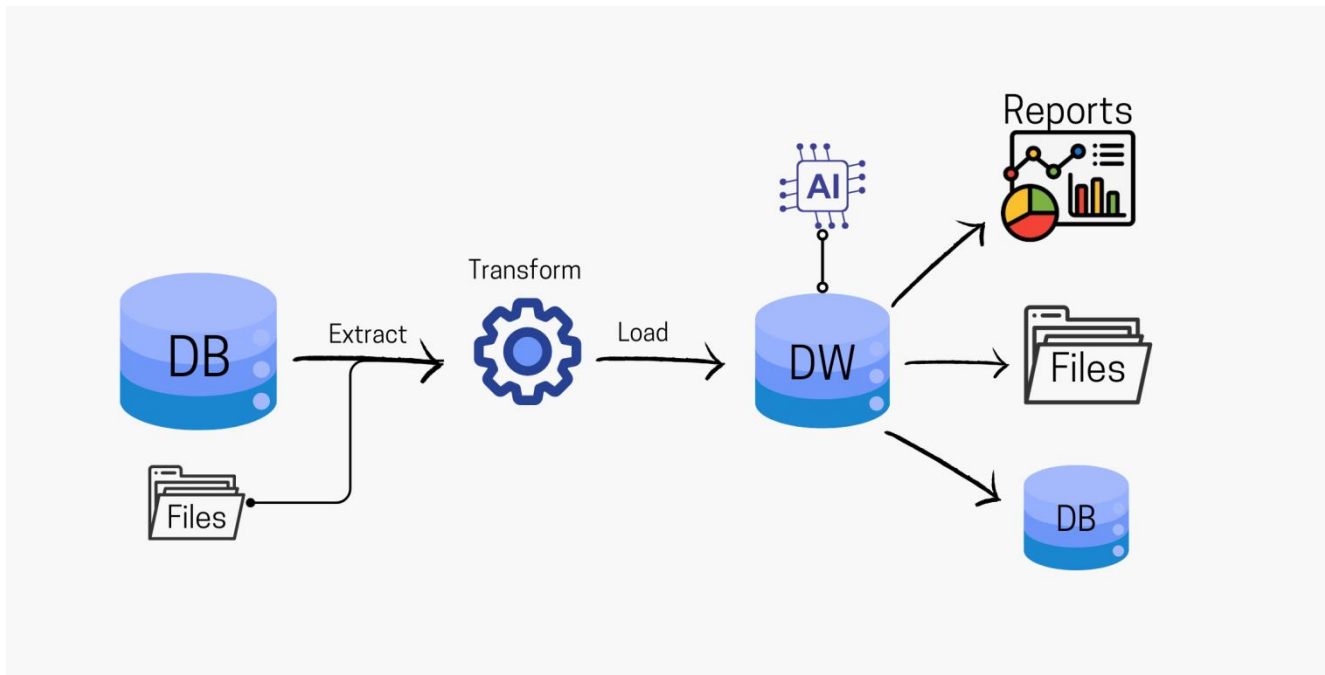 DB
Files
Extract
Transform
Load
AI
DW
Reports
Files
DB